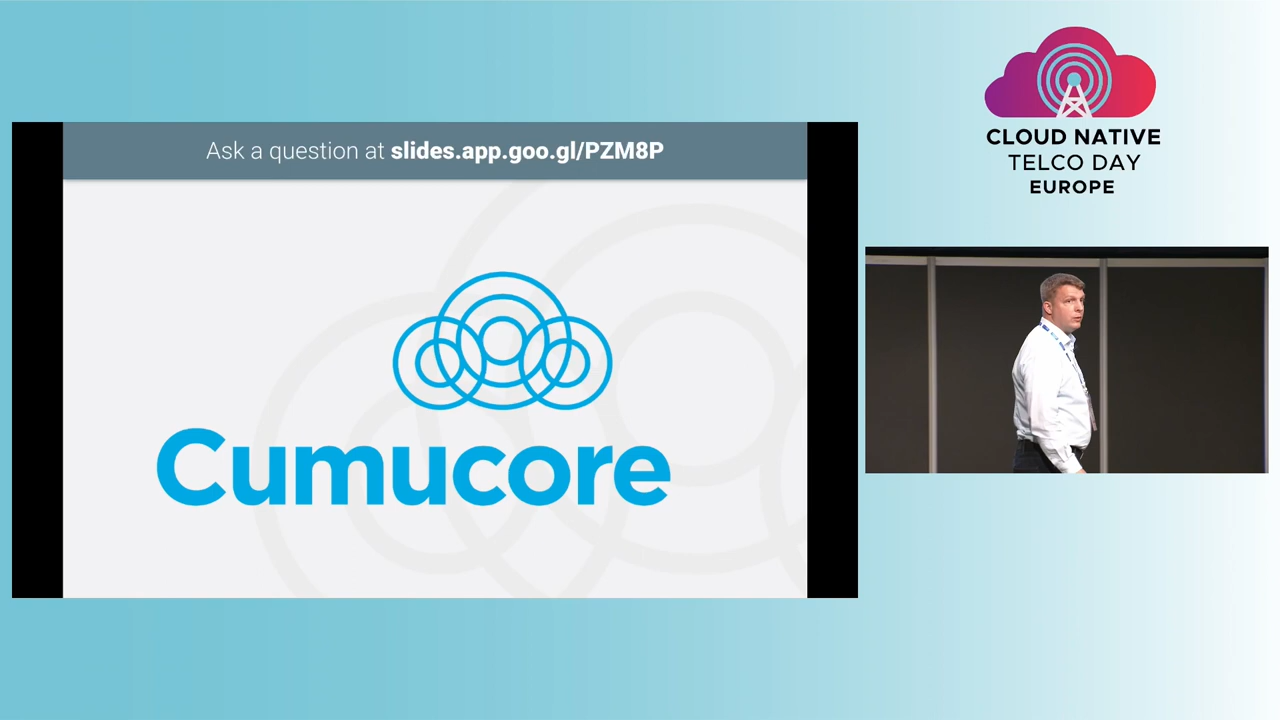 Ask a question at slides.app.goo.gl/PZM8P
Cumucore
CLOUD NATIVE
TELCO DAY
EUROPE